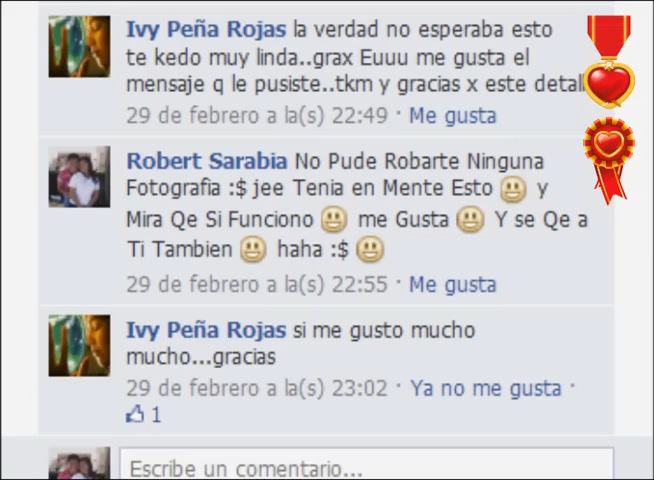 Ivy Peña Rojas la verdad no esperaba esto
te kedo muy linda..grax Euuu me gusta el
mensaje q le pusiste..tkm y gracias x este detall
29 de febrero a la(s) 22:49 · Me gusta
Robert Sarabia No Pude Robarte Ninguna
Fotografia :$ jee Tenia en Mente Esto y
Mira Qe Si Funciono me Gusta Y se Qe a
Ti Tambien haha :$
29 de febrero a la(s) 22:55 · Me gusta
Ivy Peña Rojas si me gusto mucho
mucho...gracias
29 de febrero a la(s) 23:02 · Ya no me gusta ·
1
Escribe un comentario...